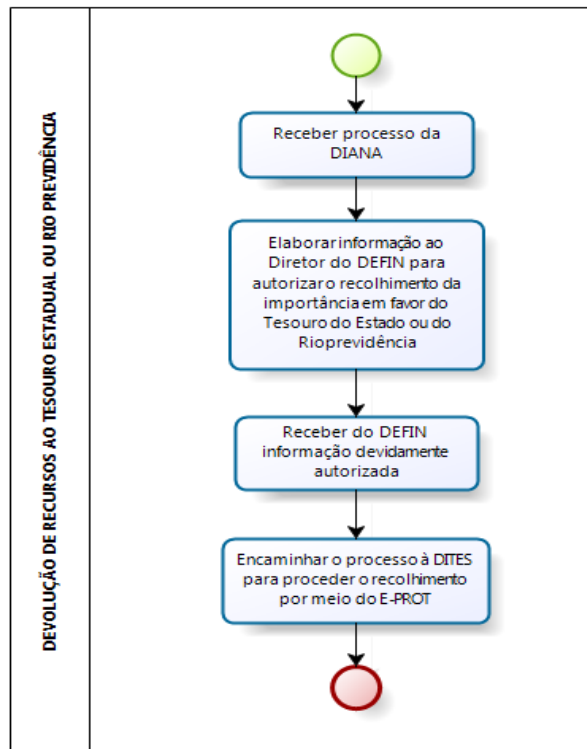 DEVOLUÇÃO DE RECURSOS AO TESOURO ESTADUAL OU RIO PREVIDÊNCIA
Receber processo da
DIANA
Elaborar informação ao
Diretor do DEFIN para
autorizar o recolhimento da
importância em favor do
Tesouro do Estado ou do
Rioprevidência
Receber do DEFIN
informação devidamente
autorizada
Encaminhar o processo à DITES
para proceder o recolhimento
por meio do E-PROT